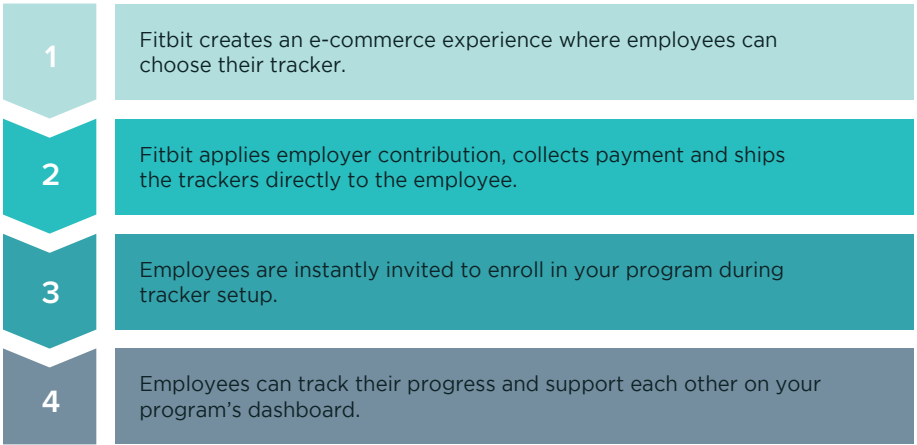 1
Fitbit creates an e-commerce experience where employees can
choose their tracker.
2
Fitbit applies employer contribution, collects payment and ships
the trackers directly to the employee.
3
Employees are instantly invited to enroll in your program during
tracker setup.
4
Employees can track their progress and support each other on your
program’s dashboard.